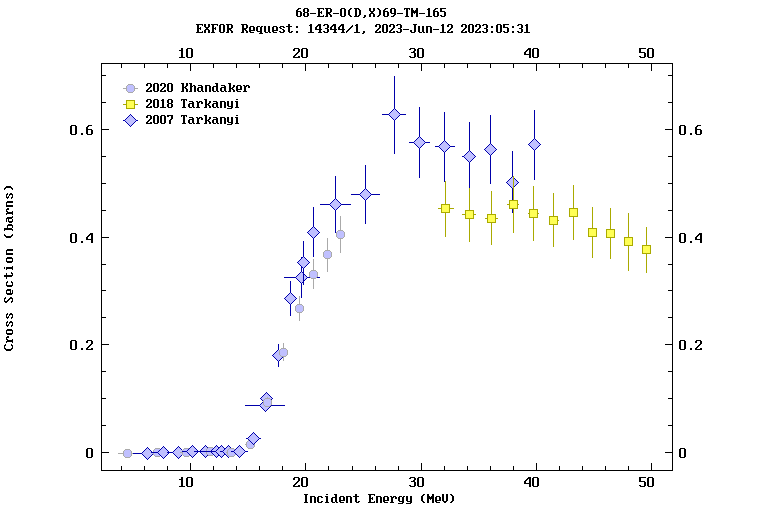 68-ER-0(D,X)69-TM-165
EXFOR Request: 14344/1, 2023-Jun-12 2023:05:31
10 20 30 40 50
2020 Khandaker
2018 Tarkanyi
2007 Tarkanyi
0.6 0.6
0.4 0.4
0.2 0.2
0 0
Cross Section (barns)
10 20 30 40 50
Incident Energy (MeV)